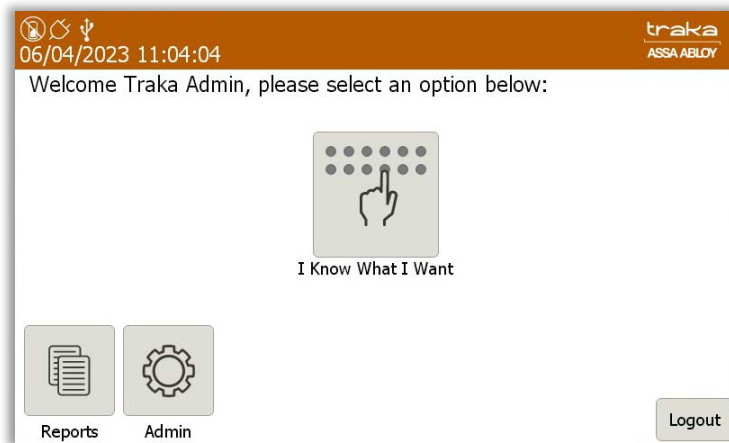 06/04/2023 11:04:04
traka
ASSA ABLOY
Welcome Traka Admin, please select an option below:
I Know What I Want
Reports
Admin
Logout